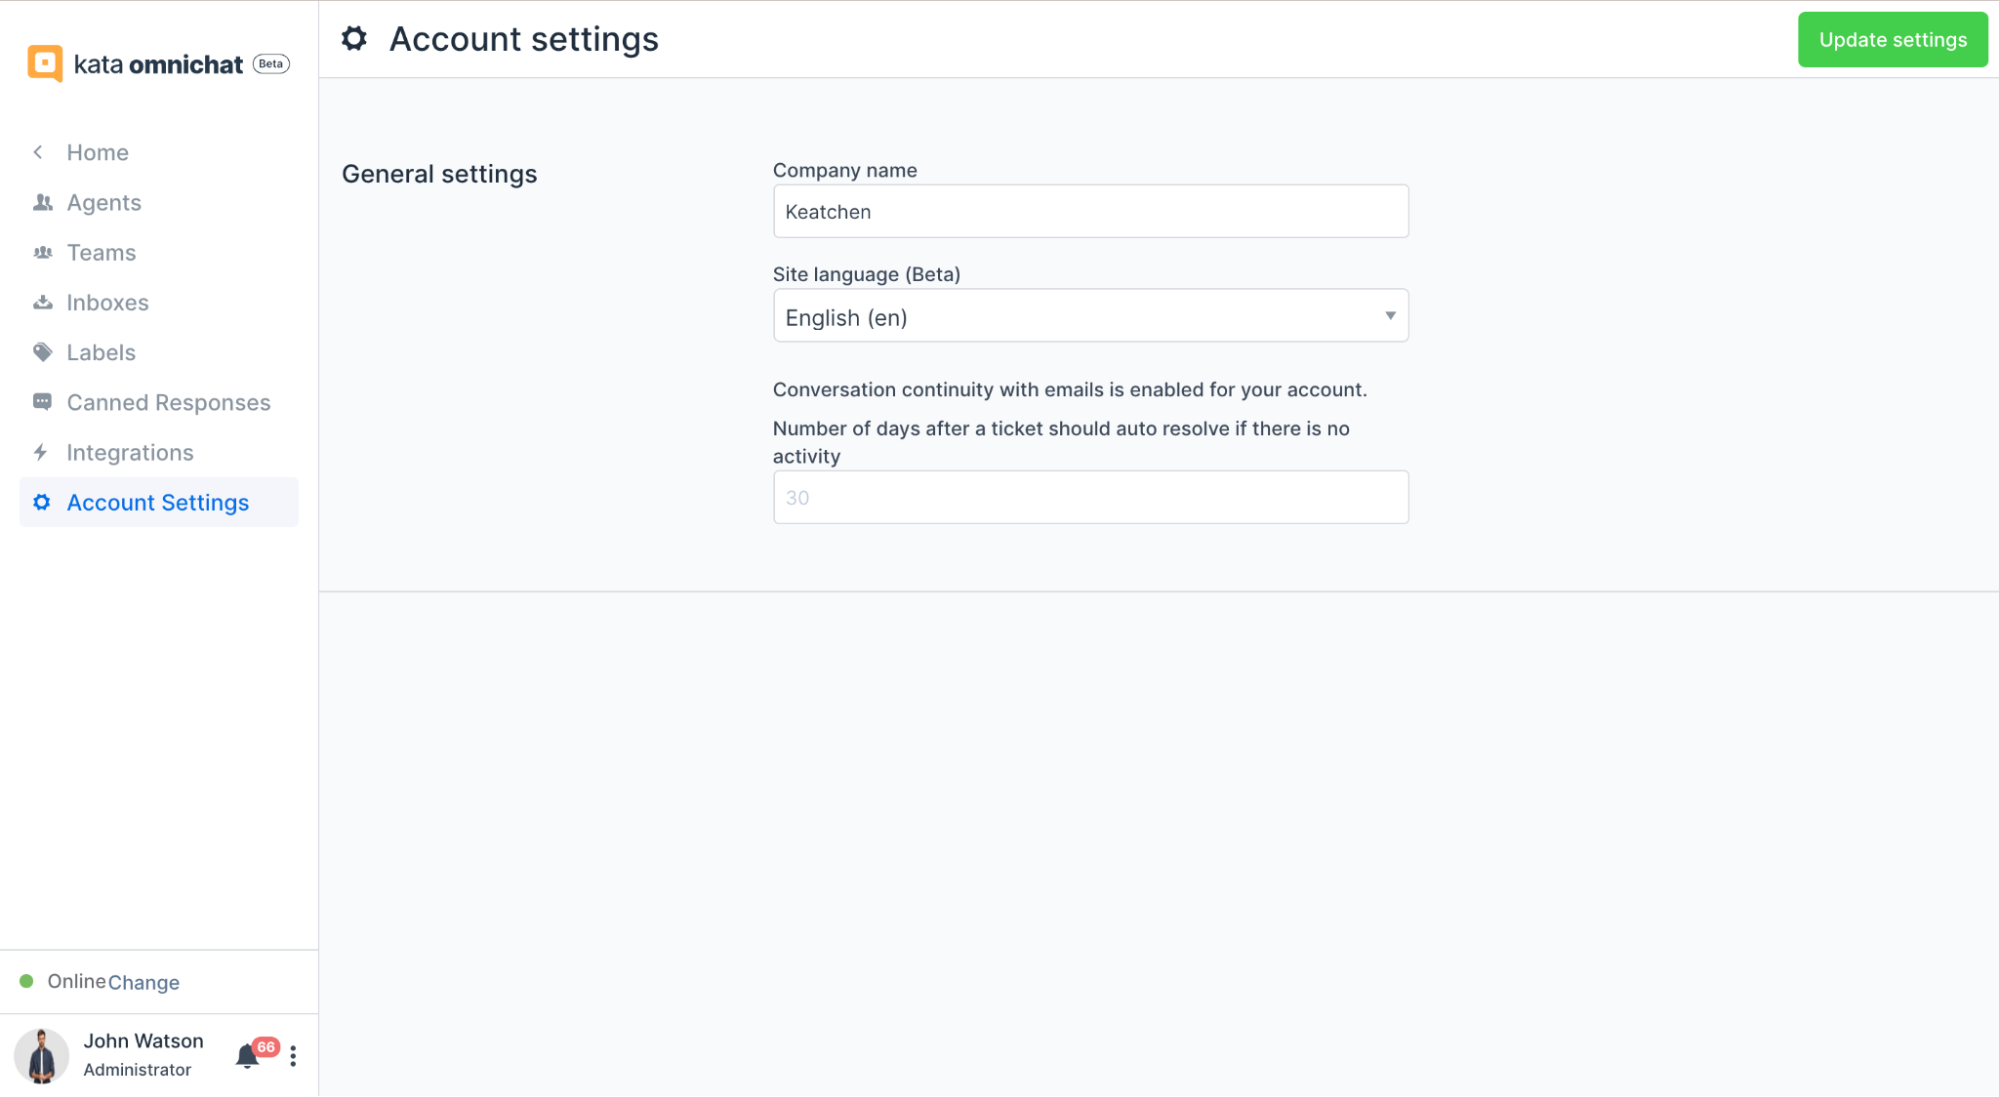 kata omnichat Beta
Home
Agents
Teams
Inboxes
Labels
Canned Responses
Integrations
Account Settings
Online Change
John Watson
Administrator
66
Account settings
Update settings
General settings
Company name
Keatchen
Site language (Beta)
English (en)
Conversation continuity with emails is enabled for your account.
Number of days after a ticket should auto resolve if there is no
activity
30